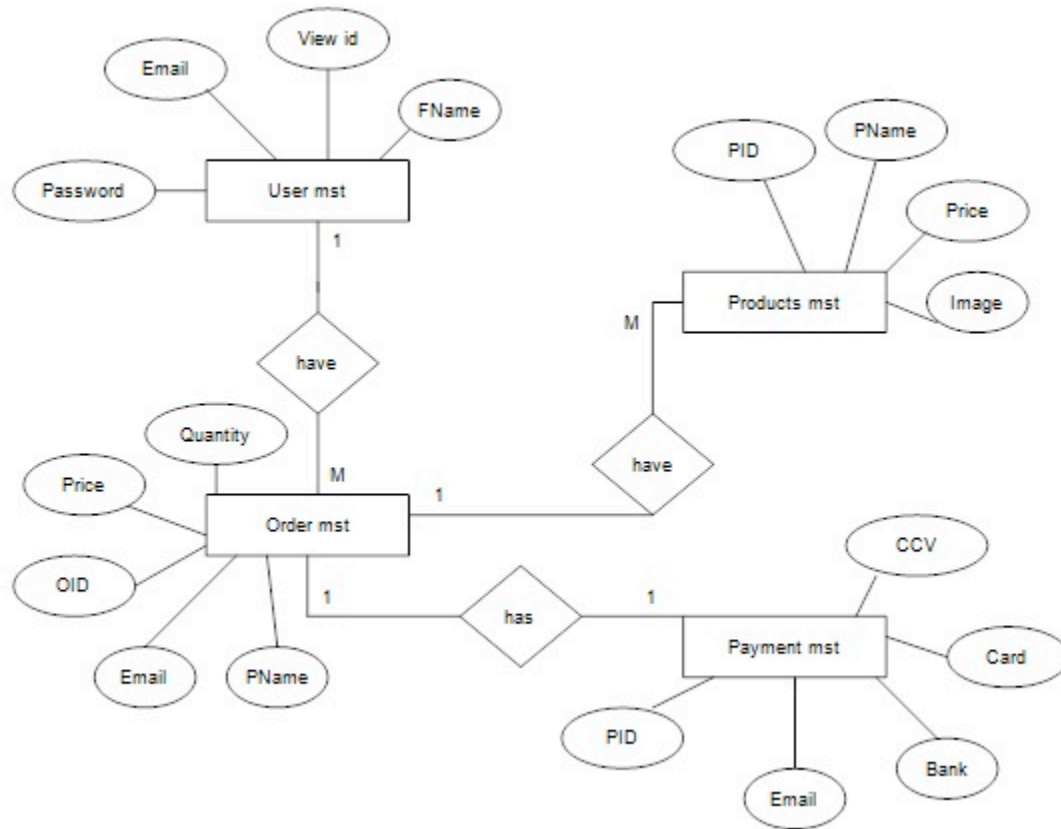 View id
Email
FName
PName
PID
Password
User mst
Price
1
Products mst
Image
M
have
Quantity
have
Price
M
1
Order mst
CCV
OID
1
has
1
Payment mst
Card
Email
PName
PID
Bank
Email